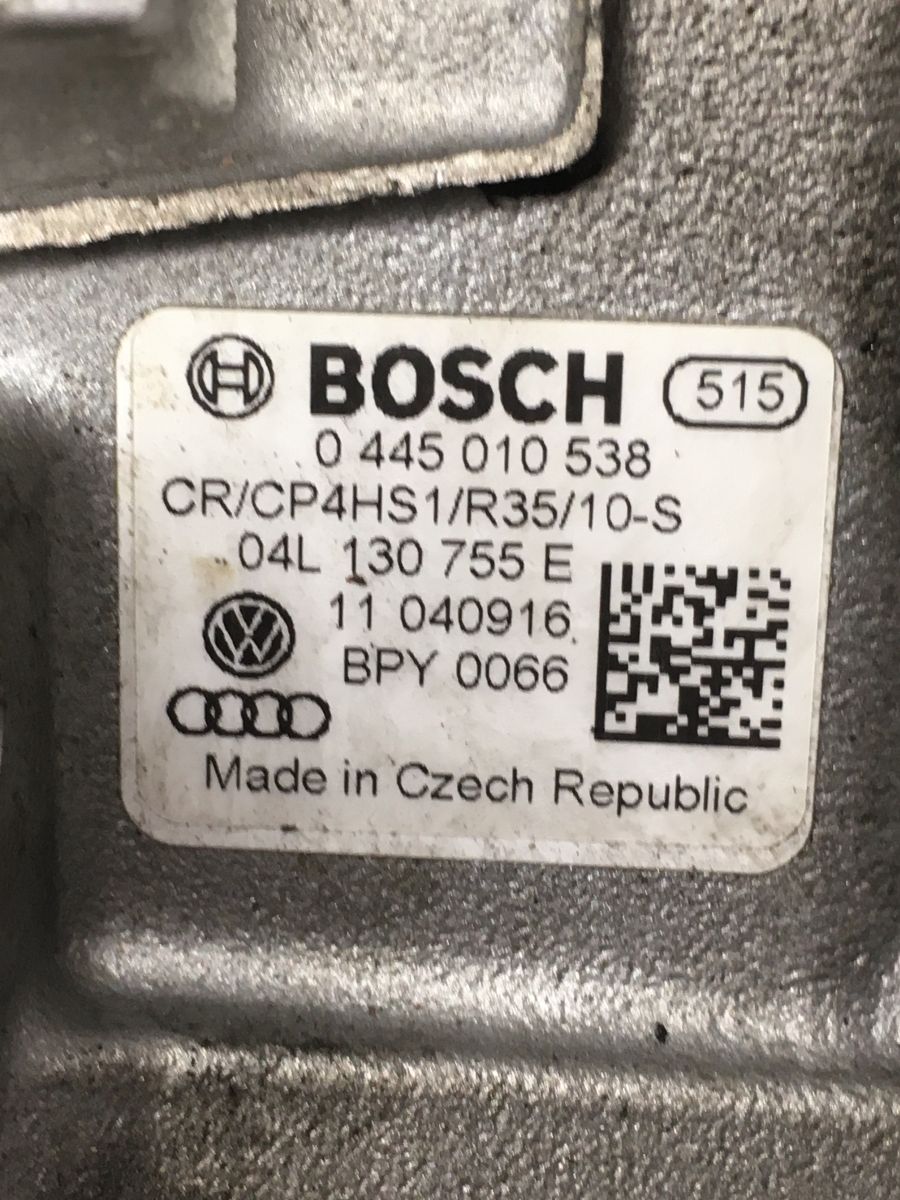 BOSCH 515
0 445 010 538
CR/CP4HS1/R35/10-S
04L 130 755 E
11 040916
BPY 0066
Made in Czech Republic